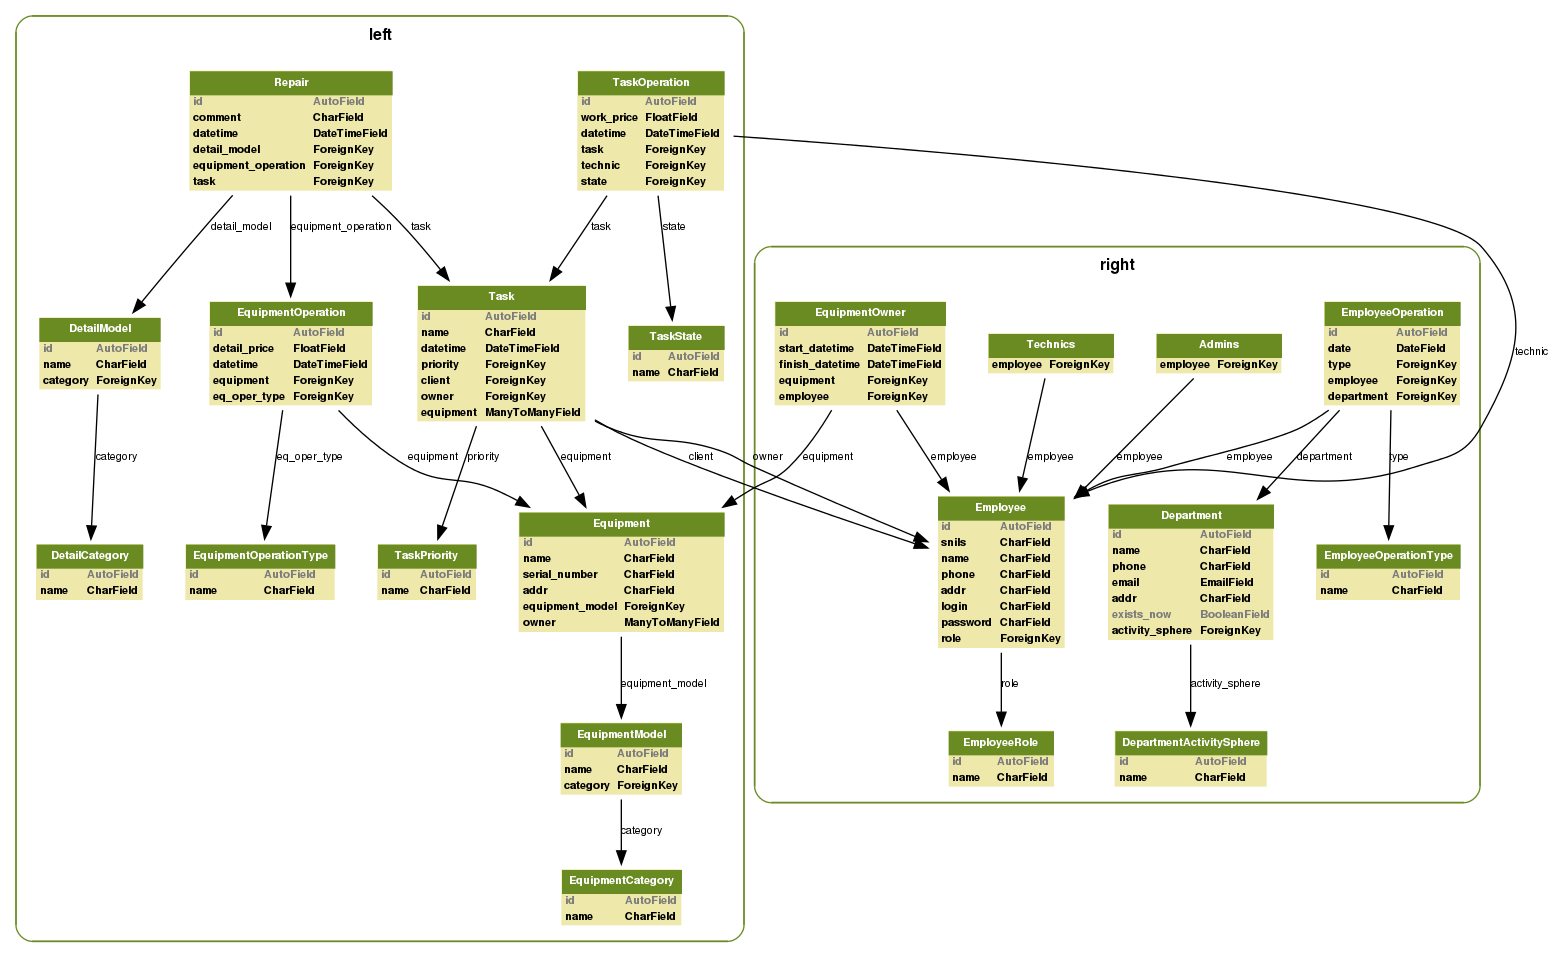 left
Repair
id AutoField
comment CharField
datetime DateTimeField
detail_model ForeignKey
equipment_operation ForeignKey
task ForeignKey
TaskOperation
id AutoField
work_price FloatField
datetime DateTimeField
task ForeignKey
technic ForeignKey
state ForeignKey
detail_model
equipment_operation
task
task
state
technic
DetailModel
id AutoField
name CharField
category ForeignKey
EquipmentOperation
id AutoField
detail_price FloatField
datetime DateTimeField
equipment ForeignKey
eq_oper_type ForeignKey
Task
id AutoField
name CharField
datetime DateTimeField
priority ForeignKey
client ForeignKey
owner ForeignKey
equipment ManyToManyField
TaskState
id AutoField
name CharField
category
eq_oper_type
equipment
priority
equipment
client
owner
DetailCategory
id AutoField
name CharField
EquipmentOperationType
id AutoField
name CharField
TaskPriority
id AutoField
name CharField
Equipment
id AutoField
name CharField
serial_number CharField
addr CharField
equipment_model ForeignKey
owner ManyToManyField
equipment_model
EquipmentModel
id AutoField
name CharField
category ForeignKey
category
EquipmentCategory
id AutoField
name CharField
right
EquipmentOwner
id AutoField
start_datetime DateTimeField
finish_datetime DateTimeField
equipment ForeignKey
employee ForeignKey
Technics
employee ForeignKey
Admins
employee ForeignKey
EmployeeOperation
id AutoField
date DateField
type ForeignKey
employee ForeignKey
department ForeignKey
equipment
employee
employee
employee
employee
department
type
Employee
id AutoField
snils CharField
name CharField
phone CharField
addr CharField
login CharField
password CharField
role ForeignKey
Department
id AutoField
name CharField
phone CharField
email EmailField
addr CharField
exists_now BooleanField
activity_sphere ForeignKey
EmployeeOperationType
id AutoField
name CharField
role
activity_sphere
EmployeeRole
id AutoField
name CharField
DepartmentActivitySphere
id AutoField
name CharField